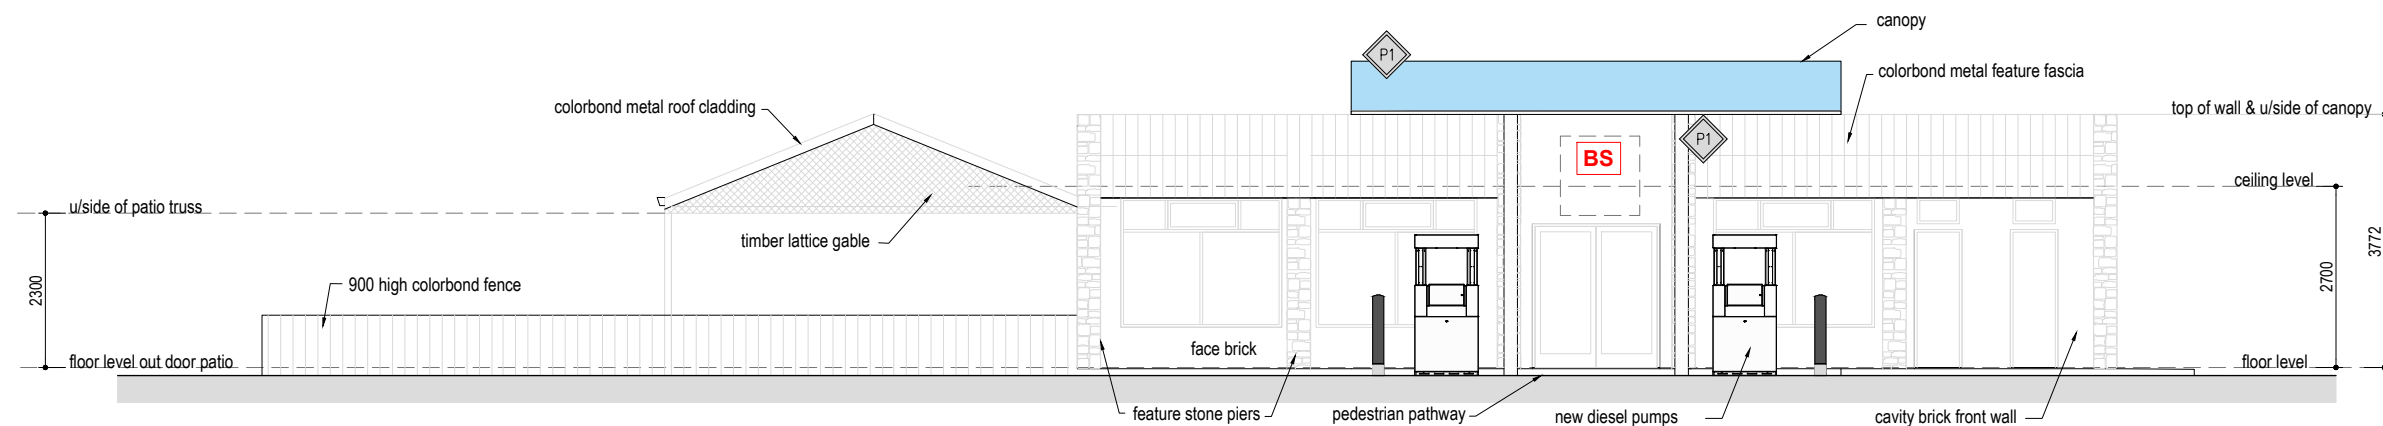 canopy
P1
colorbond metal feature fascia
colorbond metal roof cladding
top of wall & u/side of canopy
P1
BS
ceiling level
u/side of patio truss
timber lattice gable
3772
2300
2700
900 high colorbond fence
face brick
floor level out door patio
floor level
feature stone piers
pedestrian pathway
new diesel pumps
cavity brick front wall